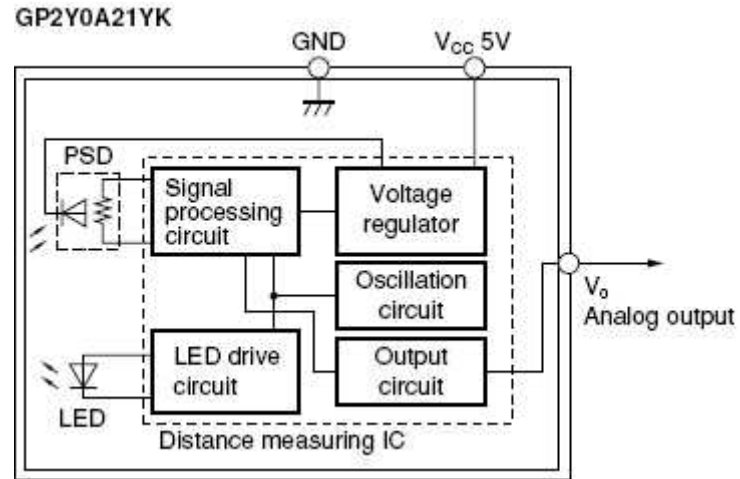 GP2Y0A21YK
GND
VCC 5V
PSD
Signal
processing
circuit
Voltage
regulator
Oscillation
circuit
Vo
Analog output
LED drive
circuit
Output
circuit
LED
Distance measuring IC